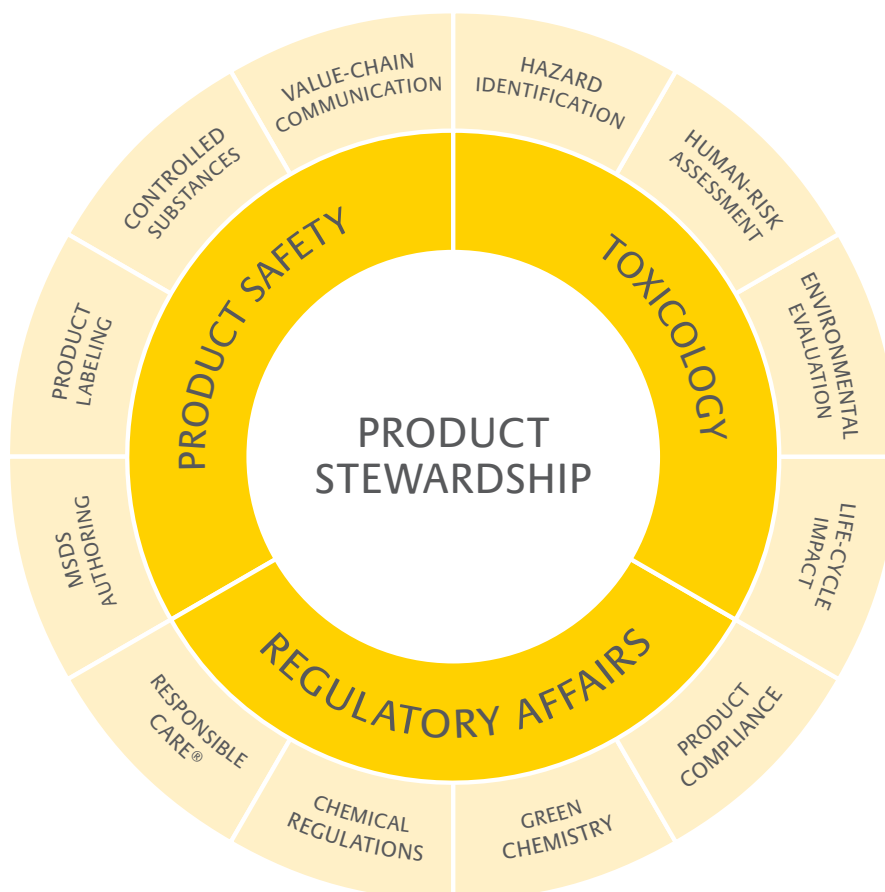 PRODUCT
STEWARDSHIP
PRODUCT SAFETY
TOXICOLOGY
REGULATORY AFFAIRS
HAZARD
IDENTIFICATION
HUMAN-RISK
ASSESSMENT
ENVIRONMENTAL
EVALUATION
LIFE-CYCLE
IMPACT
PRODUCT
COMPLIANCE
GREEN
CHEMISTRY
CHEMICAL
REGULATIONS
RESPONSIBLE
CARE®
MSDS
AUTHORING
PRODUCT
LABELING
CONTROLLED
SUBSTANCES
VALUE-CHAIN
COMMUNICATION